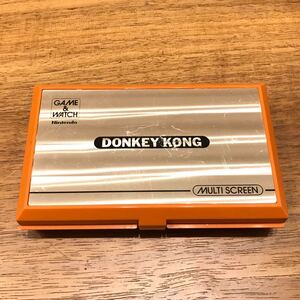 GAME
&
WATCH
Nintendo
DONKEY KONG
MULTI SCREEN